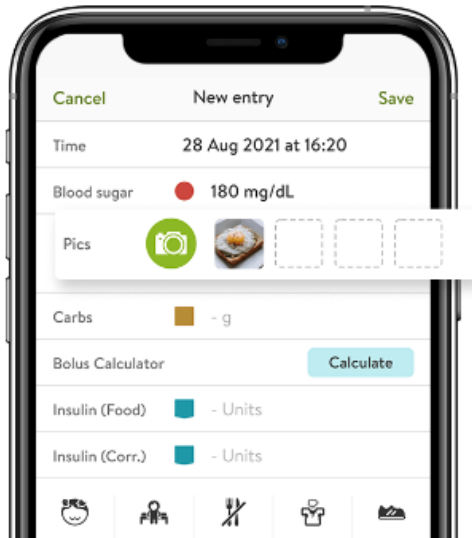 Cancel New entry Save
Time 28 Aug 2021 at 16:20
Blood sugar 180 mg/dL
Pics
Carbs - g
Bolus Calculator Calculate
Insulin (Food) - Units
Insulin (Corr.) - Units